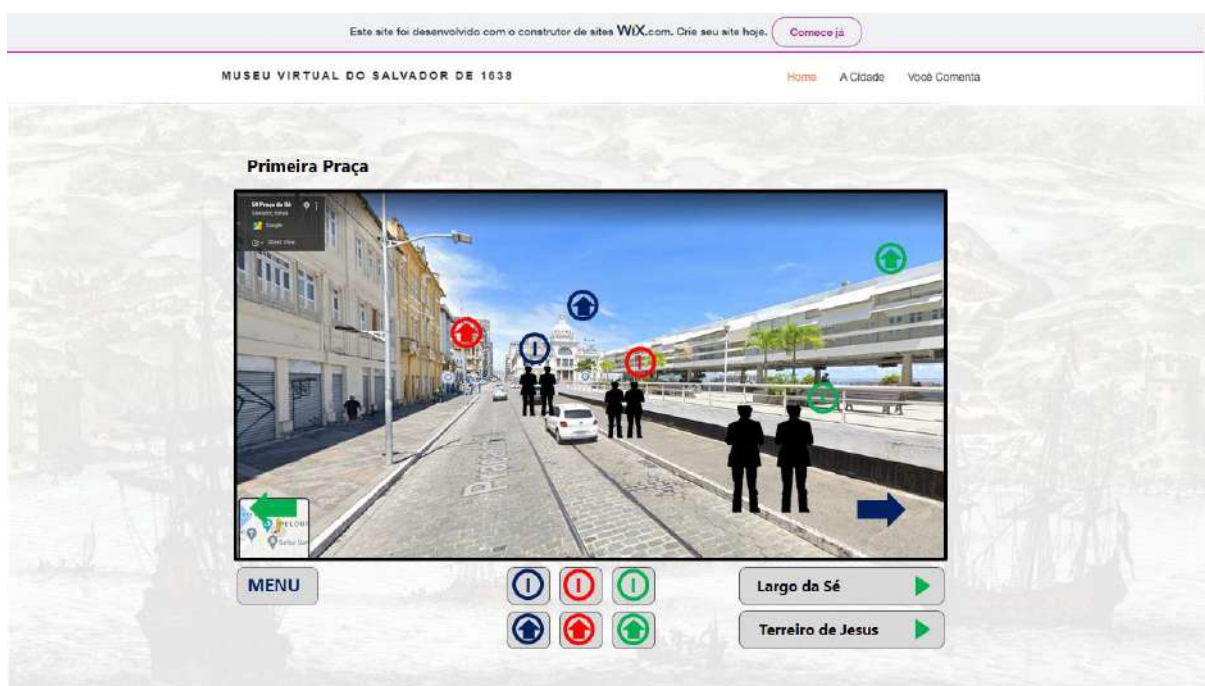 Este site foi desenvolvido com o construtor de sites WiX.com. Crie seu site hoje. Comece já
MUSEU VIRTUAL DO SALVADOR DE 1638
Home A Cidade Você Comenta
Primeira Praça
59 Praça da Sé
Google
Street View
MENU
Largo da Sé
Terreiro de Jesus